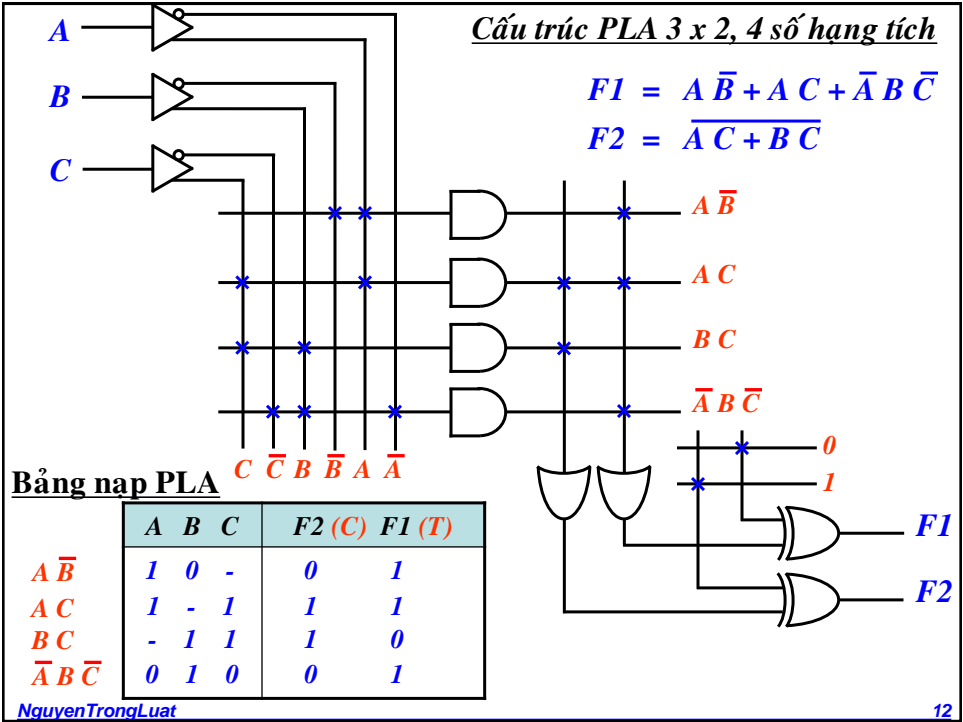 Cấu trúc PLA 3 x 2, 4 số hạng tích
A
B
C
F1 = A B̅ + A C + A̅ B C̅
F2 = A̅ ̅C̅ ̅+̅ ̅B̅ ̅C̅
A B̅
A C
B C
A̅ B C̅
C C̅ B B̅ A A̅
0
1
F1
F2
Bảng nạp PLA
A B C F2 (C) F1 (T)
A B̅ 1 0 - 0 1
A C 1 - 1 1 1
B C - 1 1 1 0
A̅ B C̅ 0 1 0 0 1
NguyenTrongLuat 12